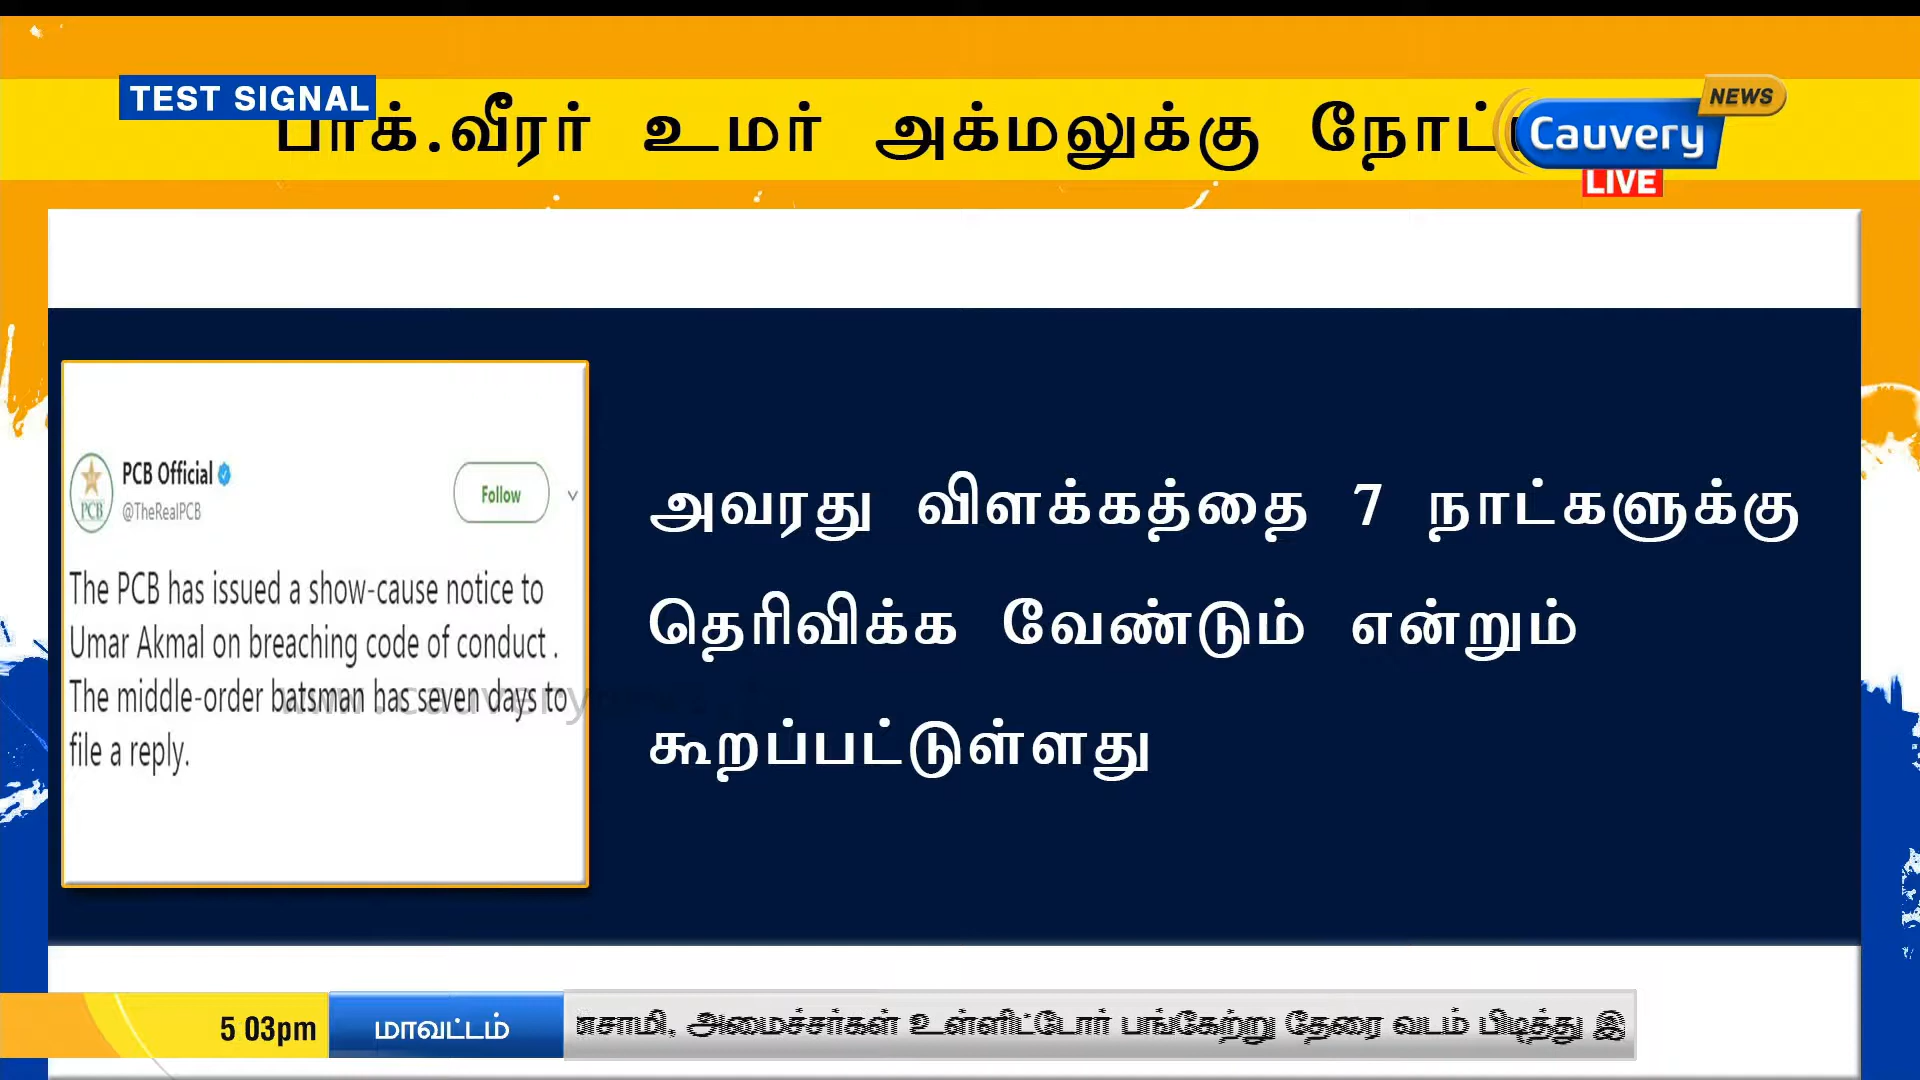 TEST SIGNAL
பாக்.வீரர் உமர் அக்மலுக்கு
NEWS
Cauvery
LIVE
PCB Official
@TheRealPCB
Follow
PCB
The PCB has issued a show-cause notice to
Umar Akmal on breaching code of conduct .
The middle-order batsman has seven days to
file a reply.
அவரது விளக்கத்தை 7 நாட்களுக்கு
தெரிவிக்க வேண்டும் என்றும்
கூறப்பட்டுள்ளது
5 03pm
மாவட்டம்
அமைச்சர்கள் உள்ளிட்டோர் பங்கேற்று தேரை வடம் பிடித்து